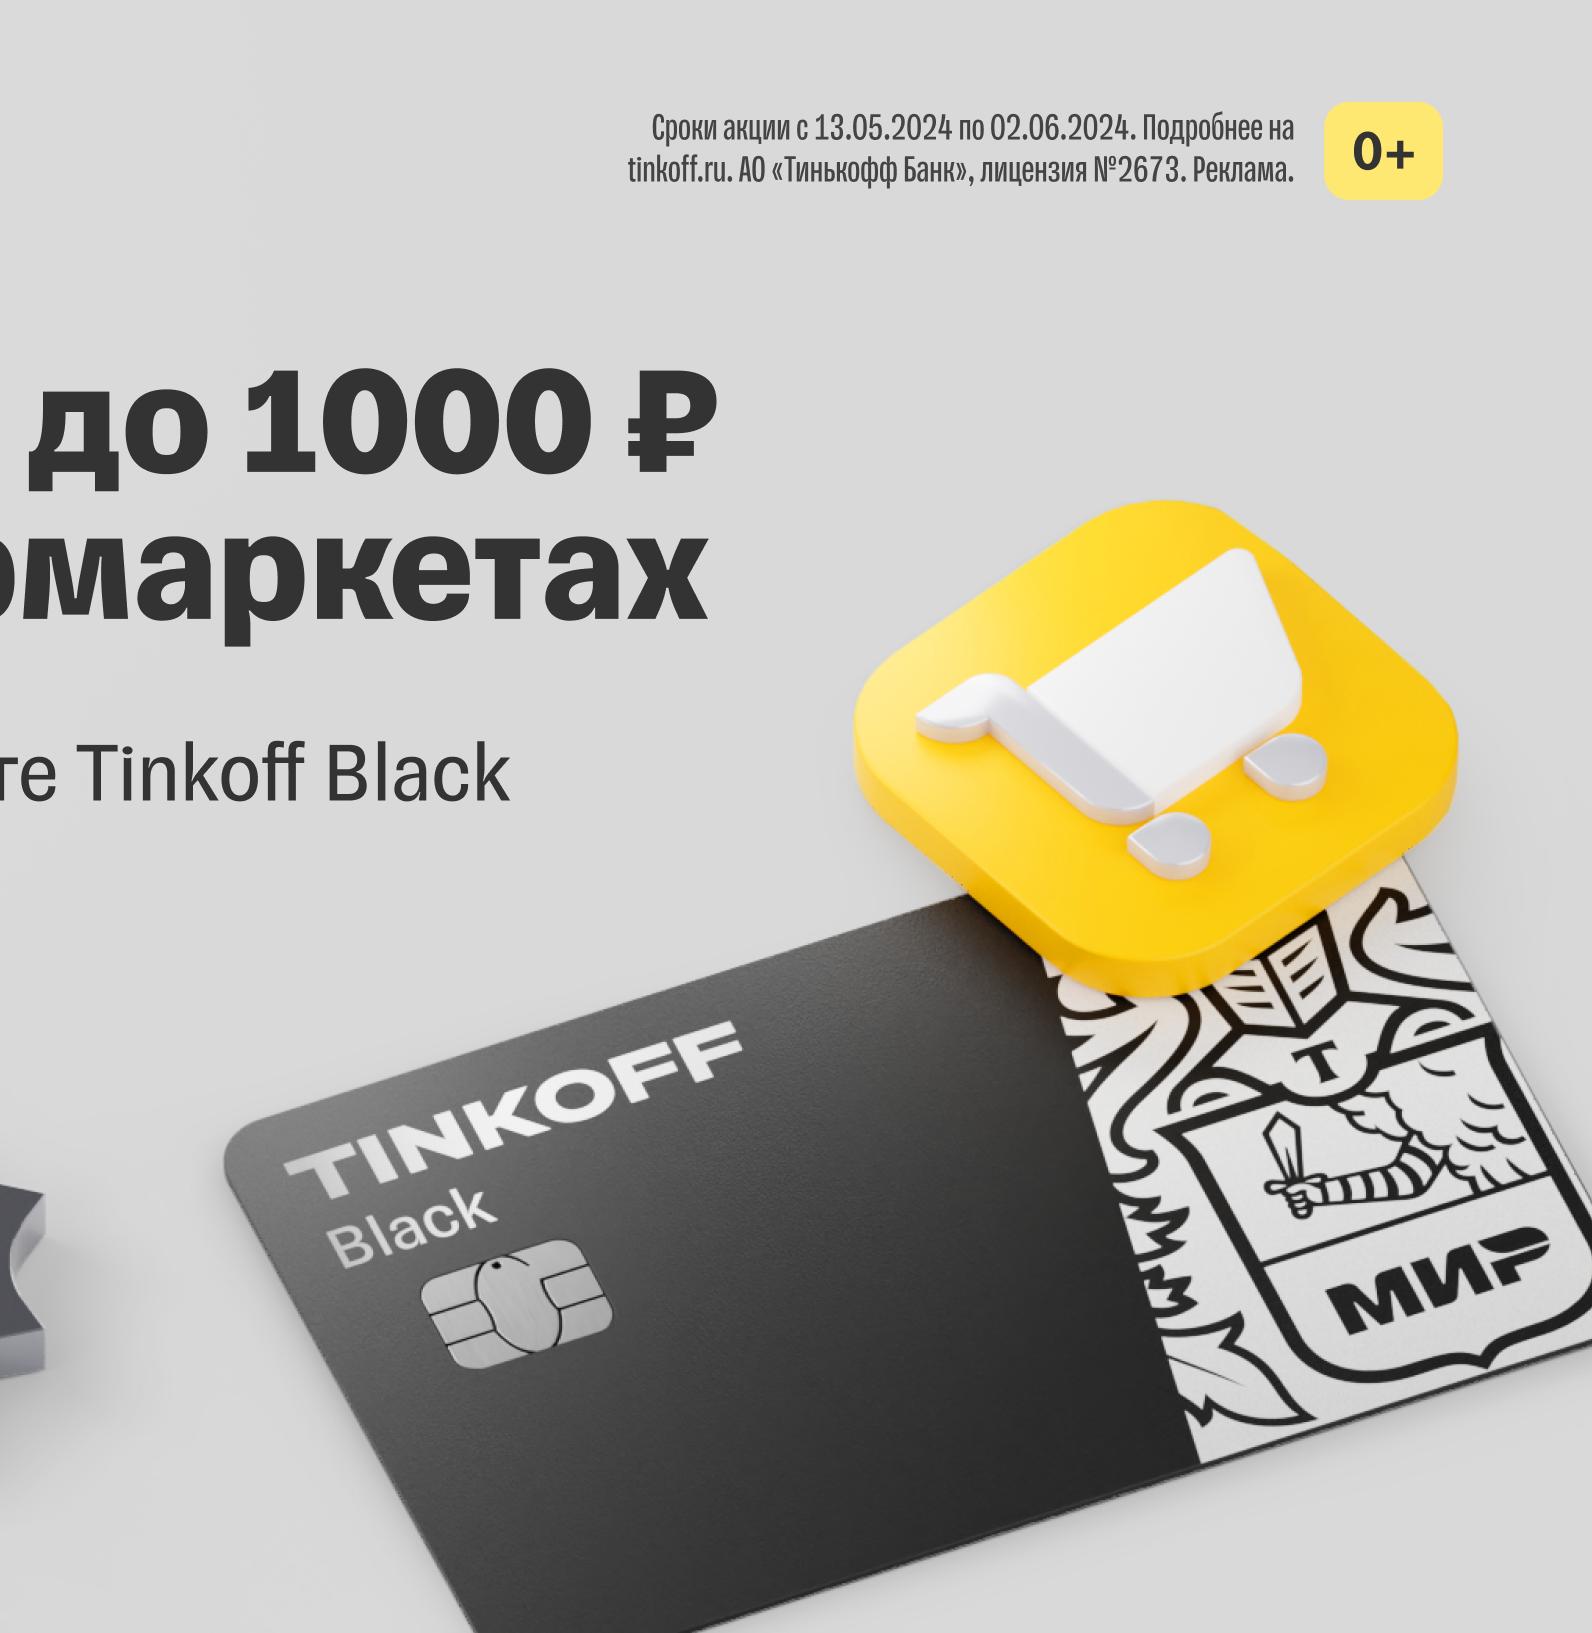 Сроки акции с 13.05.2024 по 02.06.2024. Подробнее на
tinkoff.ru. АО «Тинькофф Банк», лицензия №2673. Реклама.
0+
до 1000 ₽
омаркетах
те Tinkoff Black
TINKOFF
Black
Т
МИР